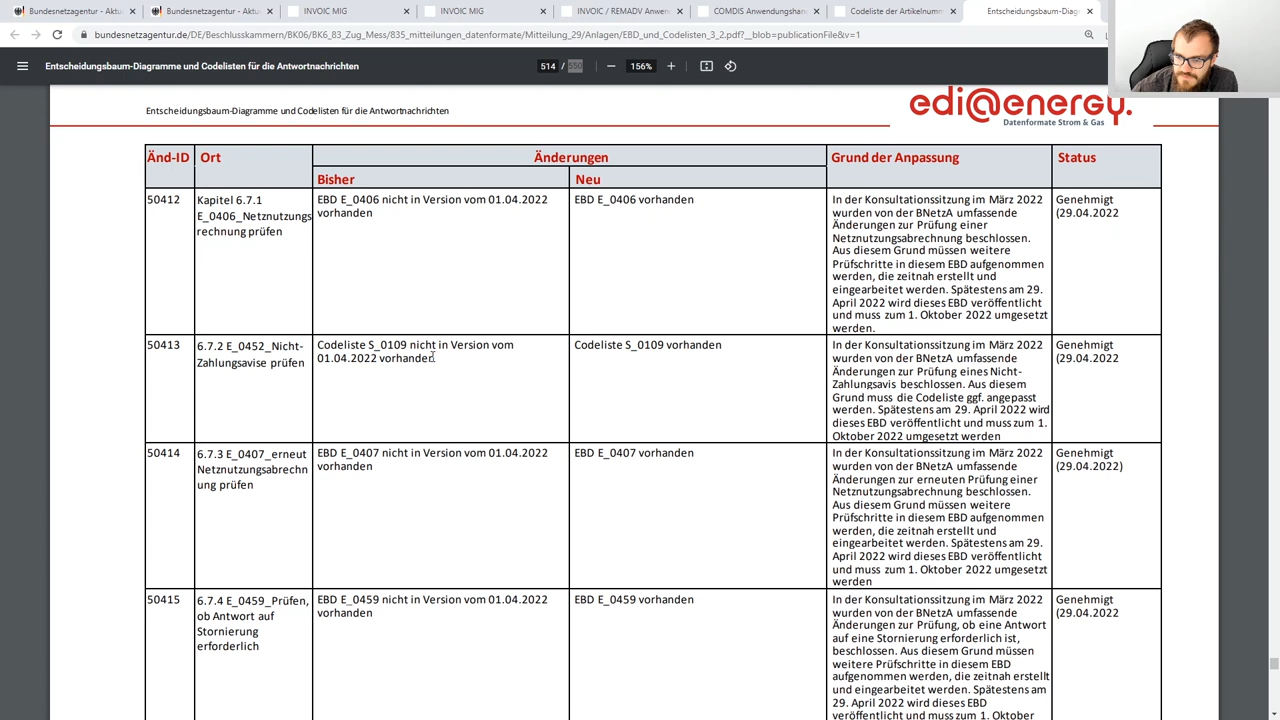 Bundesnetzagentur - Aktu
Bundesnetzagentur - Aktu
INVOIC MIG
INVOIC MIG
INVOIC / REMADV Anwen
COMDIS Anwendungshan
Codeliste der Artikelnumm
Entscheidungsbaum-Diagr
bundesnetzagentur.de/DE/Beschlusskammern/BK06/BK6_83_Zug_Mess/835_mitteilungen_datenformate/Mitteilung_29/Anlagen/EBD_und_Codelisten_3_2.pdf?__blob=publicationFile&v=1
Entscheidungsbaum-Diagramme und Codelisten für die Antwortnachrichten
514 / 550
156%
Entscheidungsbaum-Diagramme und Codelisten für die Antwortnachrichten
edi@energy.
Datenformate Strom & Gas
Änd-ID
Ort
Änderungen
Grund der Anpassung
Status
Bisher
Neu
50412
Kapitel 6.7.1
E_0406_Netznutzungs
rechnung prüfen
EBD E_0406 nicht in Version vom 01.04.2022
vorhanden
EBD E_0406 vorhanden
In der Konsultationssitzung im März 2022
wurden von der BNetzA umfassende
Änderungen zur Prüfung einer
Netznutzungsabrechnung beschlossen.
Aus diesem Grund müssen weitere
Prüfschritte in diesem EBD aufgenommen
werden, die zeitnah erstellt und
eingearbeitet werden. Spätestens am 29.
April 2022 wird dieses EBD veröffentlicht
und muss zum 1. Oktober 2022 umgesetzt
werden.
Genehmigt
(29.04.2022
50413
6.7.2 E_0452_Nicht-
Zahlungsavise prüfen
Codeliste S_0109 nicht in Version vom
01.04.2022 vorhanden
Codeliste S_0109 vorhanden
In der Konsultationssitzung im März 2022
wurden von der BNetzA umfassende
Änderungen zur Prüfung eines Nicht-
Zahlungsavis beschlossen. Aus diesem
Grund muss die Codeliste ggf. angepasst
werden. Spätestens am 29. April 2022 wird
dieses EBD veröffentlicht und muss zum 1.
Oktober 2022 umgesetzt werden
Genehmigt
(29.04.2022
50414
6.7.3 E_0407_erneut
Netznutzungsabrechn
ung prüfen
EBD E_0407 nicht in Version vom 01.04.2022
vorhanden
EBD E_0407 vorhanden
In der Konsultationssitzung im März 2022
wurden von der BNetzA umfassende
Änderungen zur erneuten Prüfung einer
Netznutzungsabrechnung beschlossen.
Aus diesem Grund müssen weitere
Prüfschritte in diesem EBD aufgenommen
werden, die zeitnah erstellt und
eingearbeitet werden. Spätestens am 29.
April 2022 wird dieses EBD veröffentlicht
und muss zum 1. Oktober 2022 umgesetzt
werden
Genehmigt
(29.04.2022)
50415
6.7.4 E_0459_Prüfen,
ob Antwort auf
Stornierung
erforderlich
EBD E_0459 nicht in Version vom 01.04.2022
vorhanden
EBD E_0459 vorhanden
In der Konsultationssitzung im März 2022
wurden von der BNetzA umfassende
Änderungen zur Prüfung, ob eine Antwort
auf eine Stornierung erforderlich ist,
beschlossen. Aus diesem Grund müssen
weitere Prüfschritte in diesem EBD
aufgenommen werden, die zeitnah erstellt
und eingearbeitet werden. Spätestens am
29. April 2022 wird dieses EBD
veröffentlicht und muss zum 1. Oktober
Genehmigt
(29.04.2022